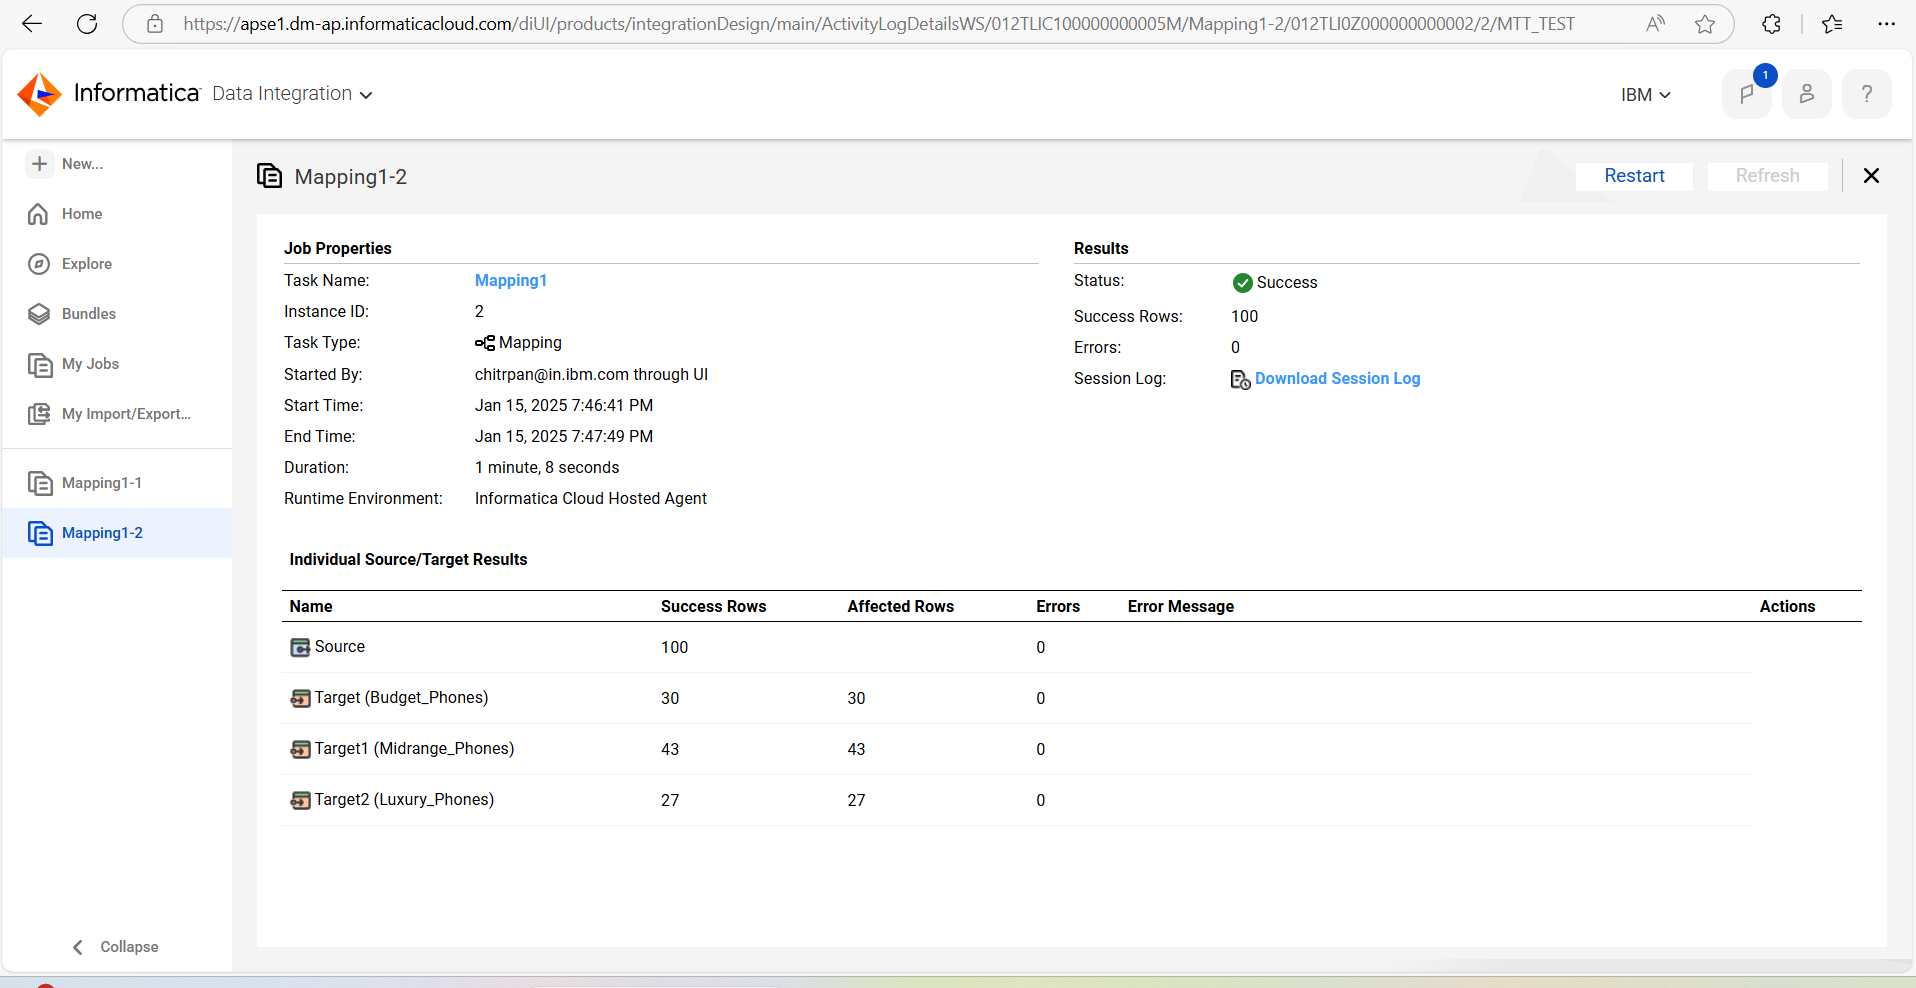 https://apse1.dm-ap.informaticacloud.com/diUI/products/integrationDesign/main/ActivityLogDetailsWS/012TLIC100000000005M/Mapping1-2/012TLI0Z000000000002/2/MTT_TEST
Informatica Data Integration
IBM
1
?
New...
Home
Explore
Bundles
My Jobs
My Import/Export...
Mapping1-1
Mapping1-2
Collapse
Mapping1-2
Restart
Refresh
Job Properties
Task Name: Mapping1
Instance ID: 2
Task Type: Mapping
Started By: chitrpan@in.ibm.com through UI
Start Time: Jan 15, 2025 7:46:41 PM
End Time: Jan 15, 2025 7:47:49 PM
Duration: 1 minute, 8 seconds
Runtime Environment: Informatica Cloud Hosted Agent
Results
Status: Success
Success Rows: 100
Errors: 0
Session Log: Download Session Log
Individual Source/Target Results
Name Success Rows Affected Rows Errors Error Message Actions
Source 100 0
Target (Budget_Phones) 30 30 0
Target1 (Midrange_Phones) 43 43 0
Target2 (Luxury_Phones) 27 27 0